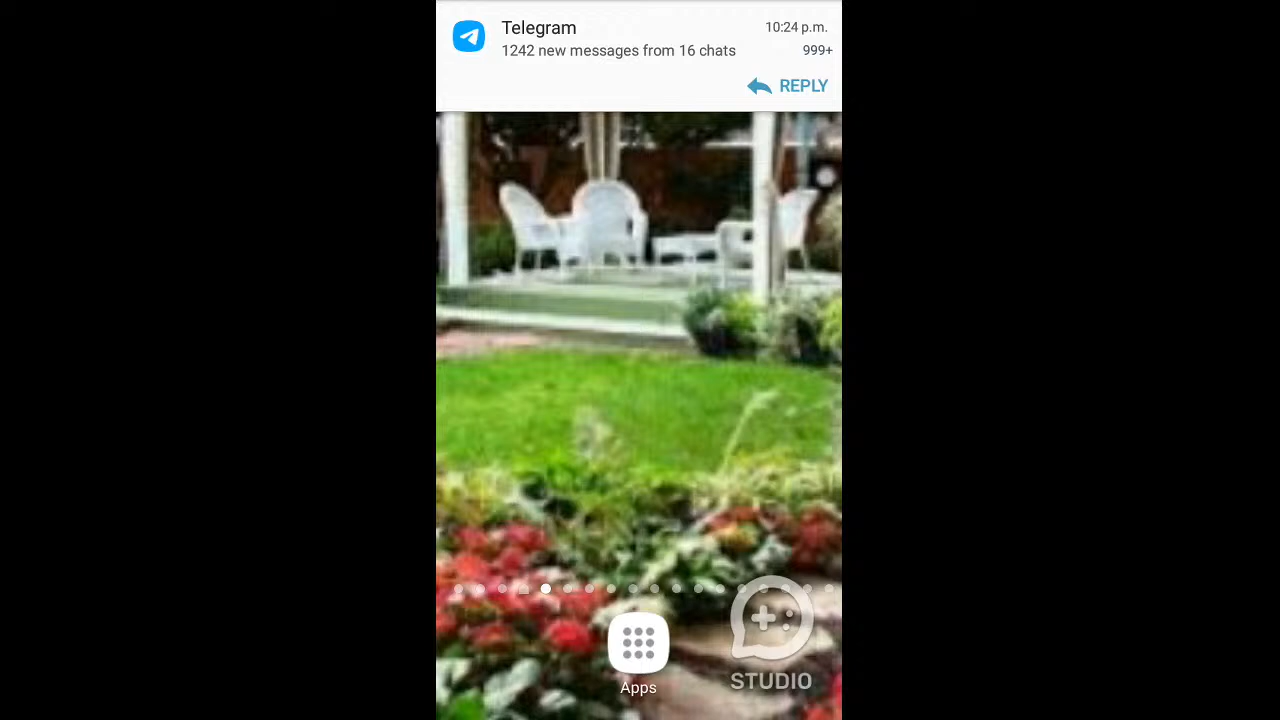 Telegram
10:24 p.m.
1242 new messages from 16 chats
999+
REPLY
STUDIO
Apps